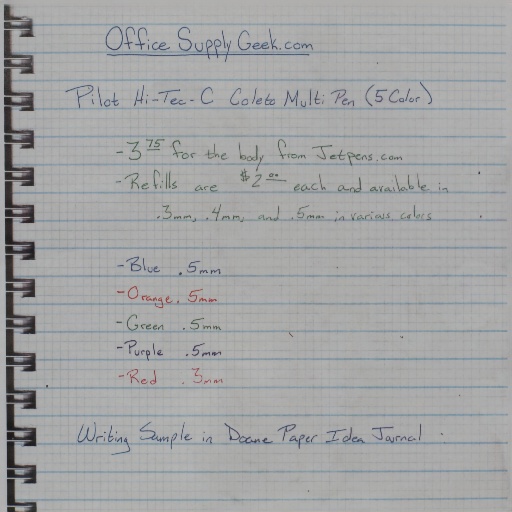 Office Supply Geek.com
Pilot Hi-Tec-C Coleto Multi Pen (5 Color)
- 3 75 for the body from Jetpens.com
- Refills are $2 00 each and available in
.3mm, .4mm, and .5mm in various colors
- Blue .5mm
- Orange .5mm
- Green .5mm
- Purple .5mm
- Red .3mm
Writing Sample in Doane Paper Idea Journal